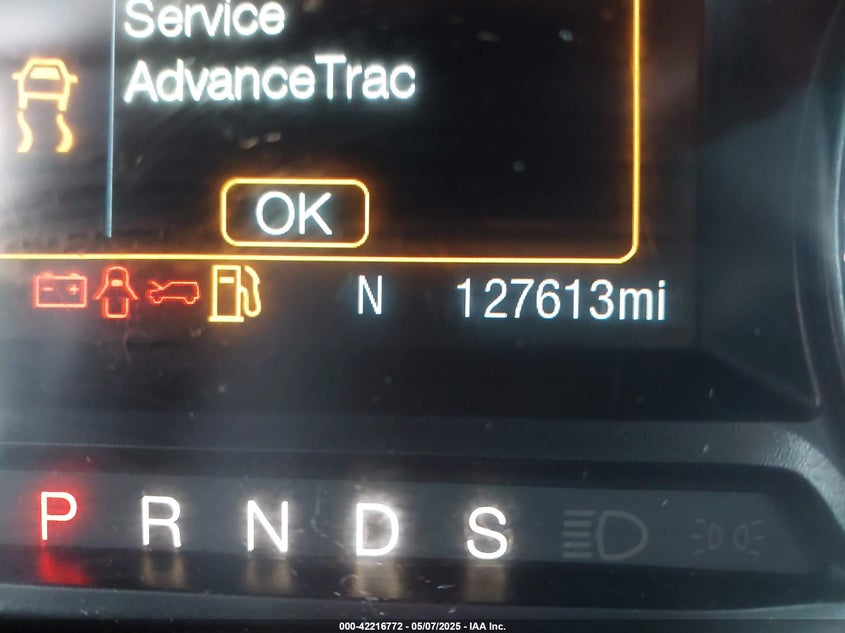 Service
AdvanceTrac
OK
N 127613mi
P R N D S
000-42216772 - 05/07/2025 - IAA Inc.